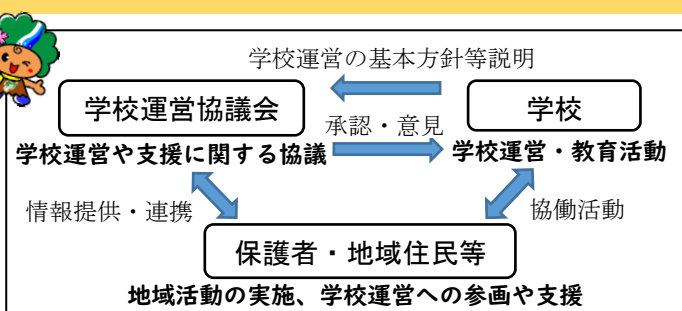 学校運営の基本方針等説明
学校運営協議会
学校
承認・意見
学校運営や支援に関する協議
学校運営・教育活動
情報提供・連携
協働活動
保護者・地域住民等
地域活動の実施、学校運営への参画や支援